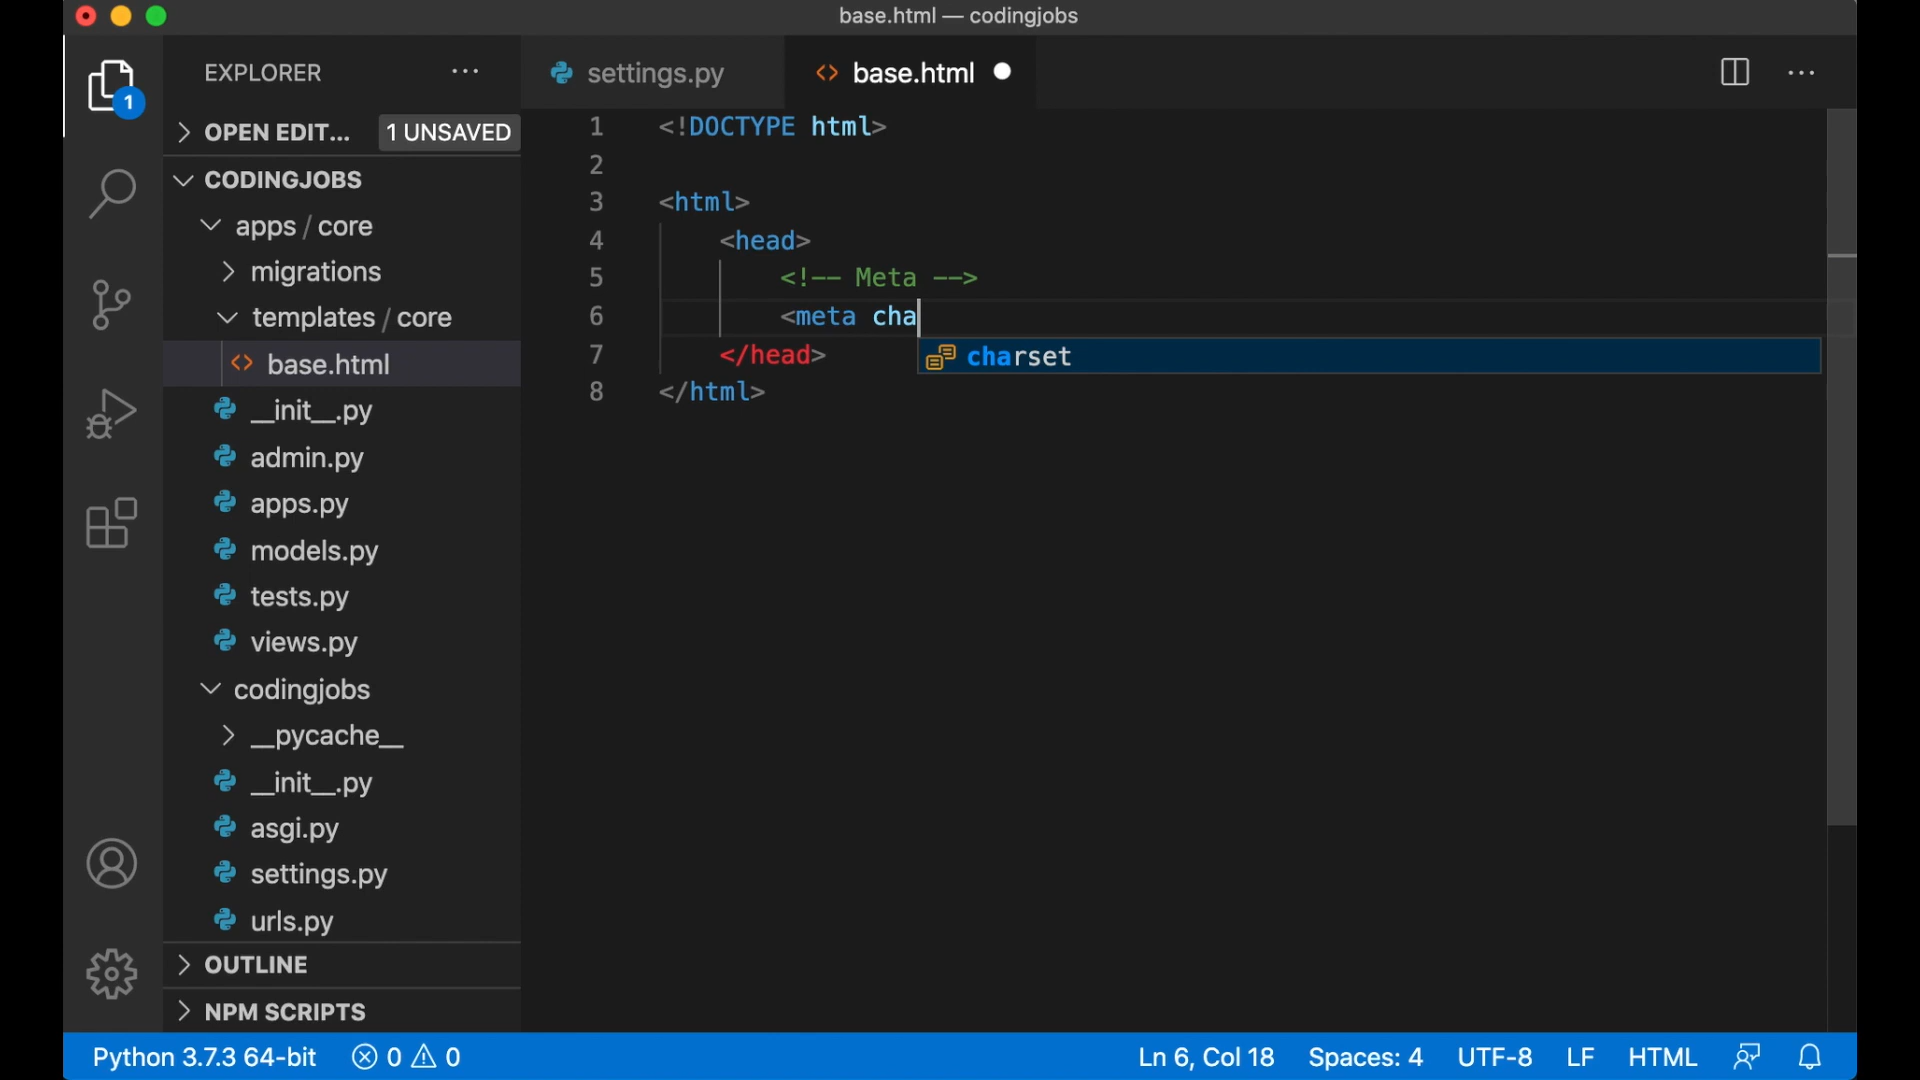 base.html — codingjobs
EXPLORER
1
OPEN EDIT...
1 UNSAVED
CODINGJOBS
apps / core
migrations
templates / core
base.html
__init__.py
admin.py
apps.py
models.py
tests.py
views.py
codingjobs
__pycache__
__init__.py
asgi.py
settings.py
urls.py
OUTLINE
NPM SCRIPTS
settings.py
base.html
1 <!DOCTYPE html>
2
3 <html>
4 <head>
5 <!-- Meta -->
6 <meta cha
charset
7 </head>
8 </html>
Python 3.7.3 64-bit 0 0 Ln 6, Col 18 Spaces: 4 UTF-8 LF HTML